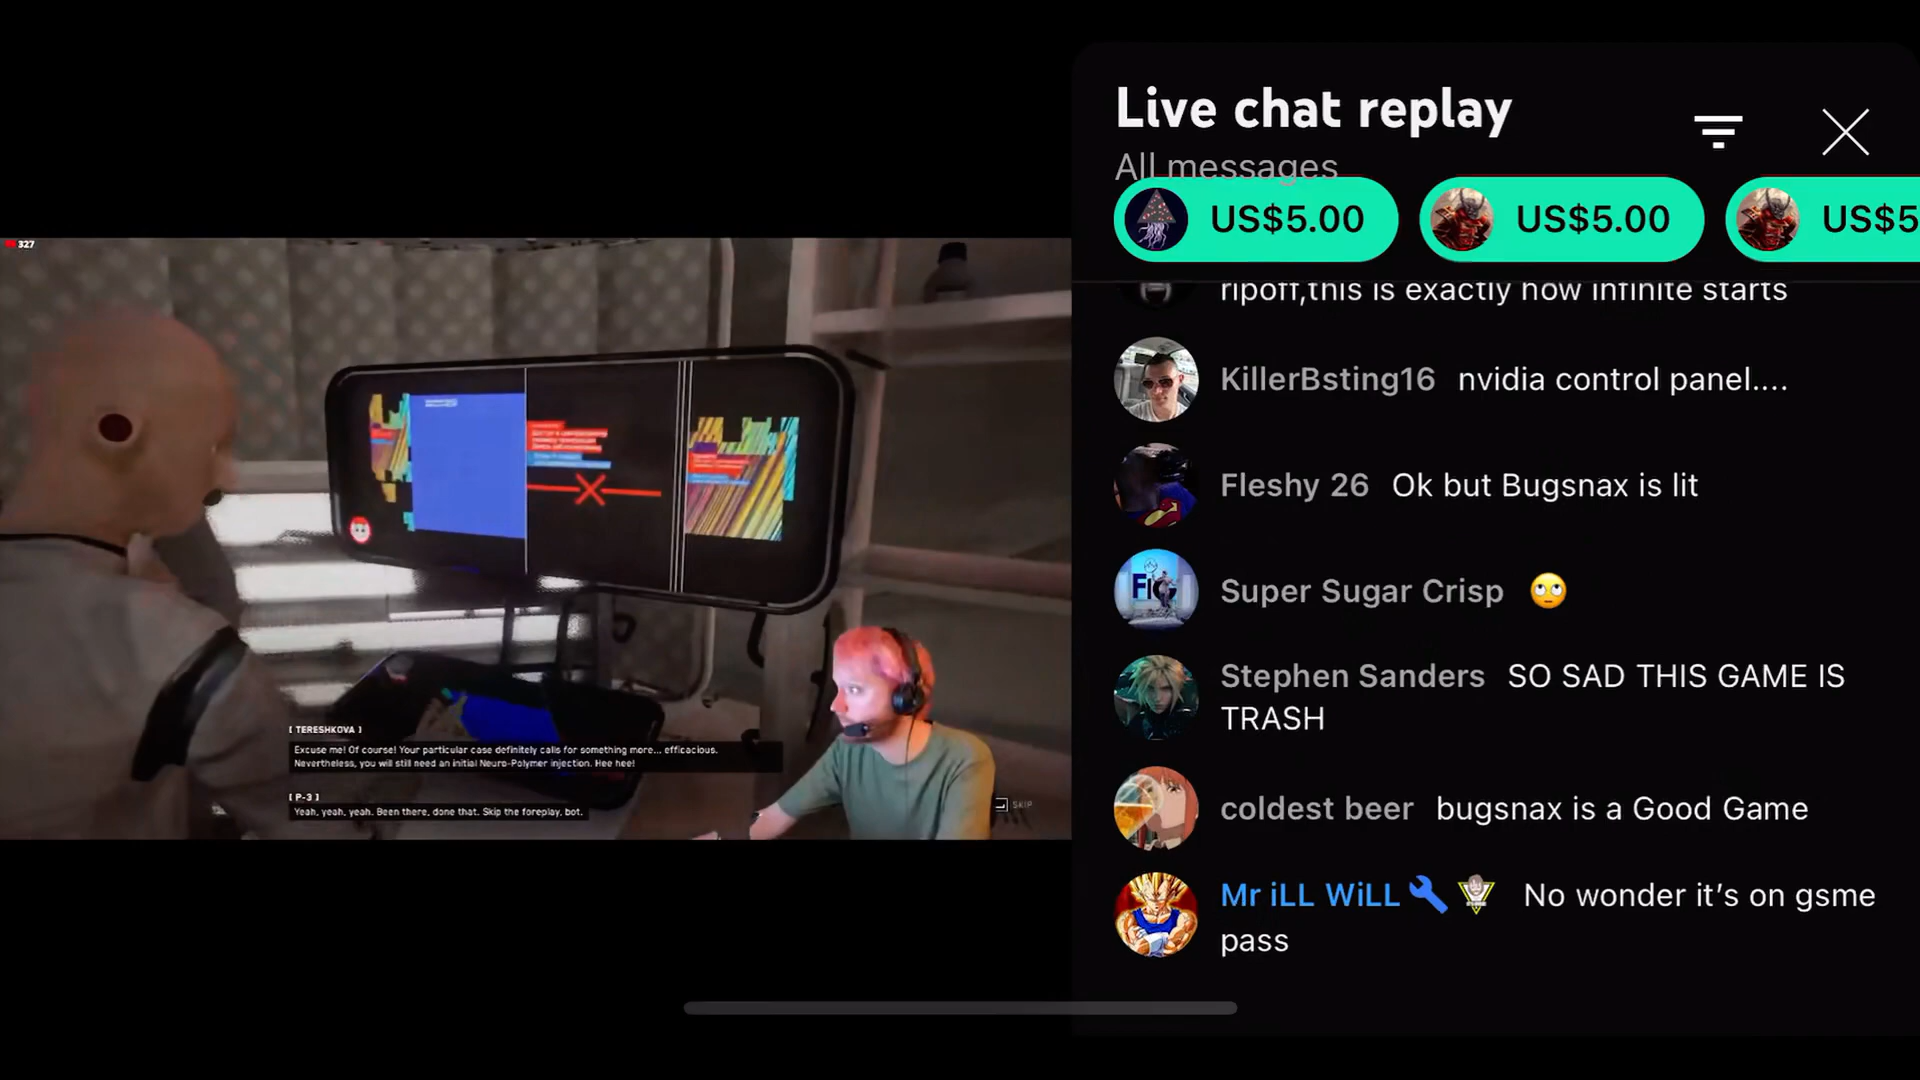 327
[ TERESHKOVA ]
Excuse me! Of course! Your particular case definitely calls for something more... efficacious.
Nevertheless, you will still need an initial Neuro-Polymer injection. Hee hee!
[ P-3 ]
Yeah, yeah, yeah. Been there, done that. Skip the foreplay, bot.
SKIP
Live chat replay
All messages
US$5.00
US$5.00
US$5
ripoff,this is exactly how infinite starts
KillerBsting16 nvidia control panel....
Fleshy 26 Ok but Bugsnax is lit
Super Sugar Crisp 🙄
Stephen Sanders SO SAD THIS GAME IS
TRASH
coldest beer bugsnax is a Good Game
Mr iLL WiLL No wonder it’s on gsme
pass